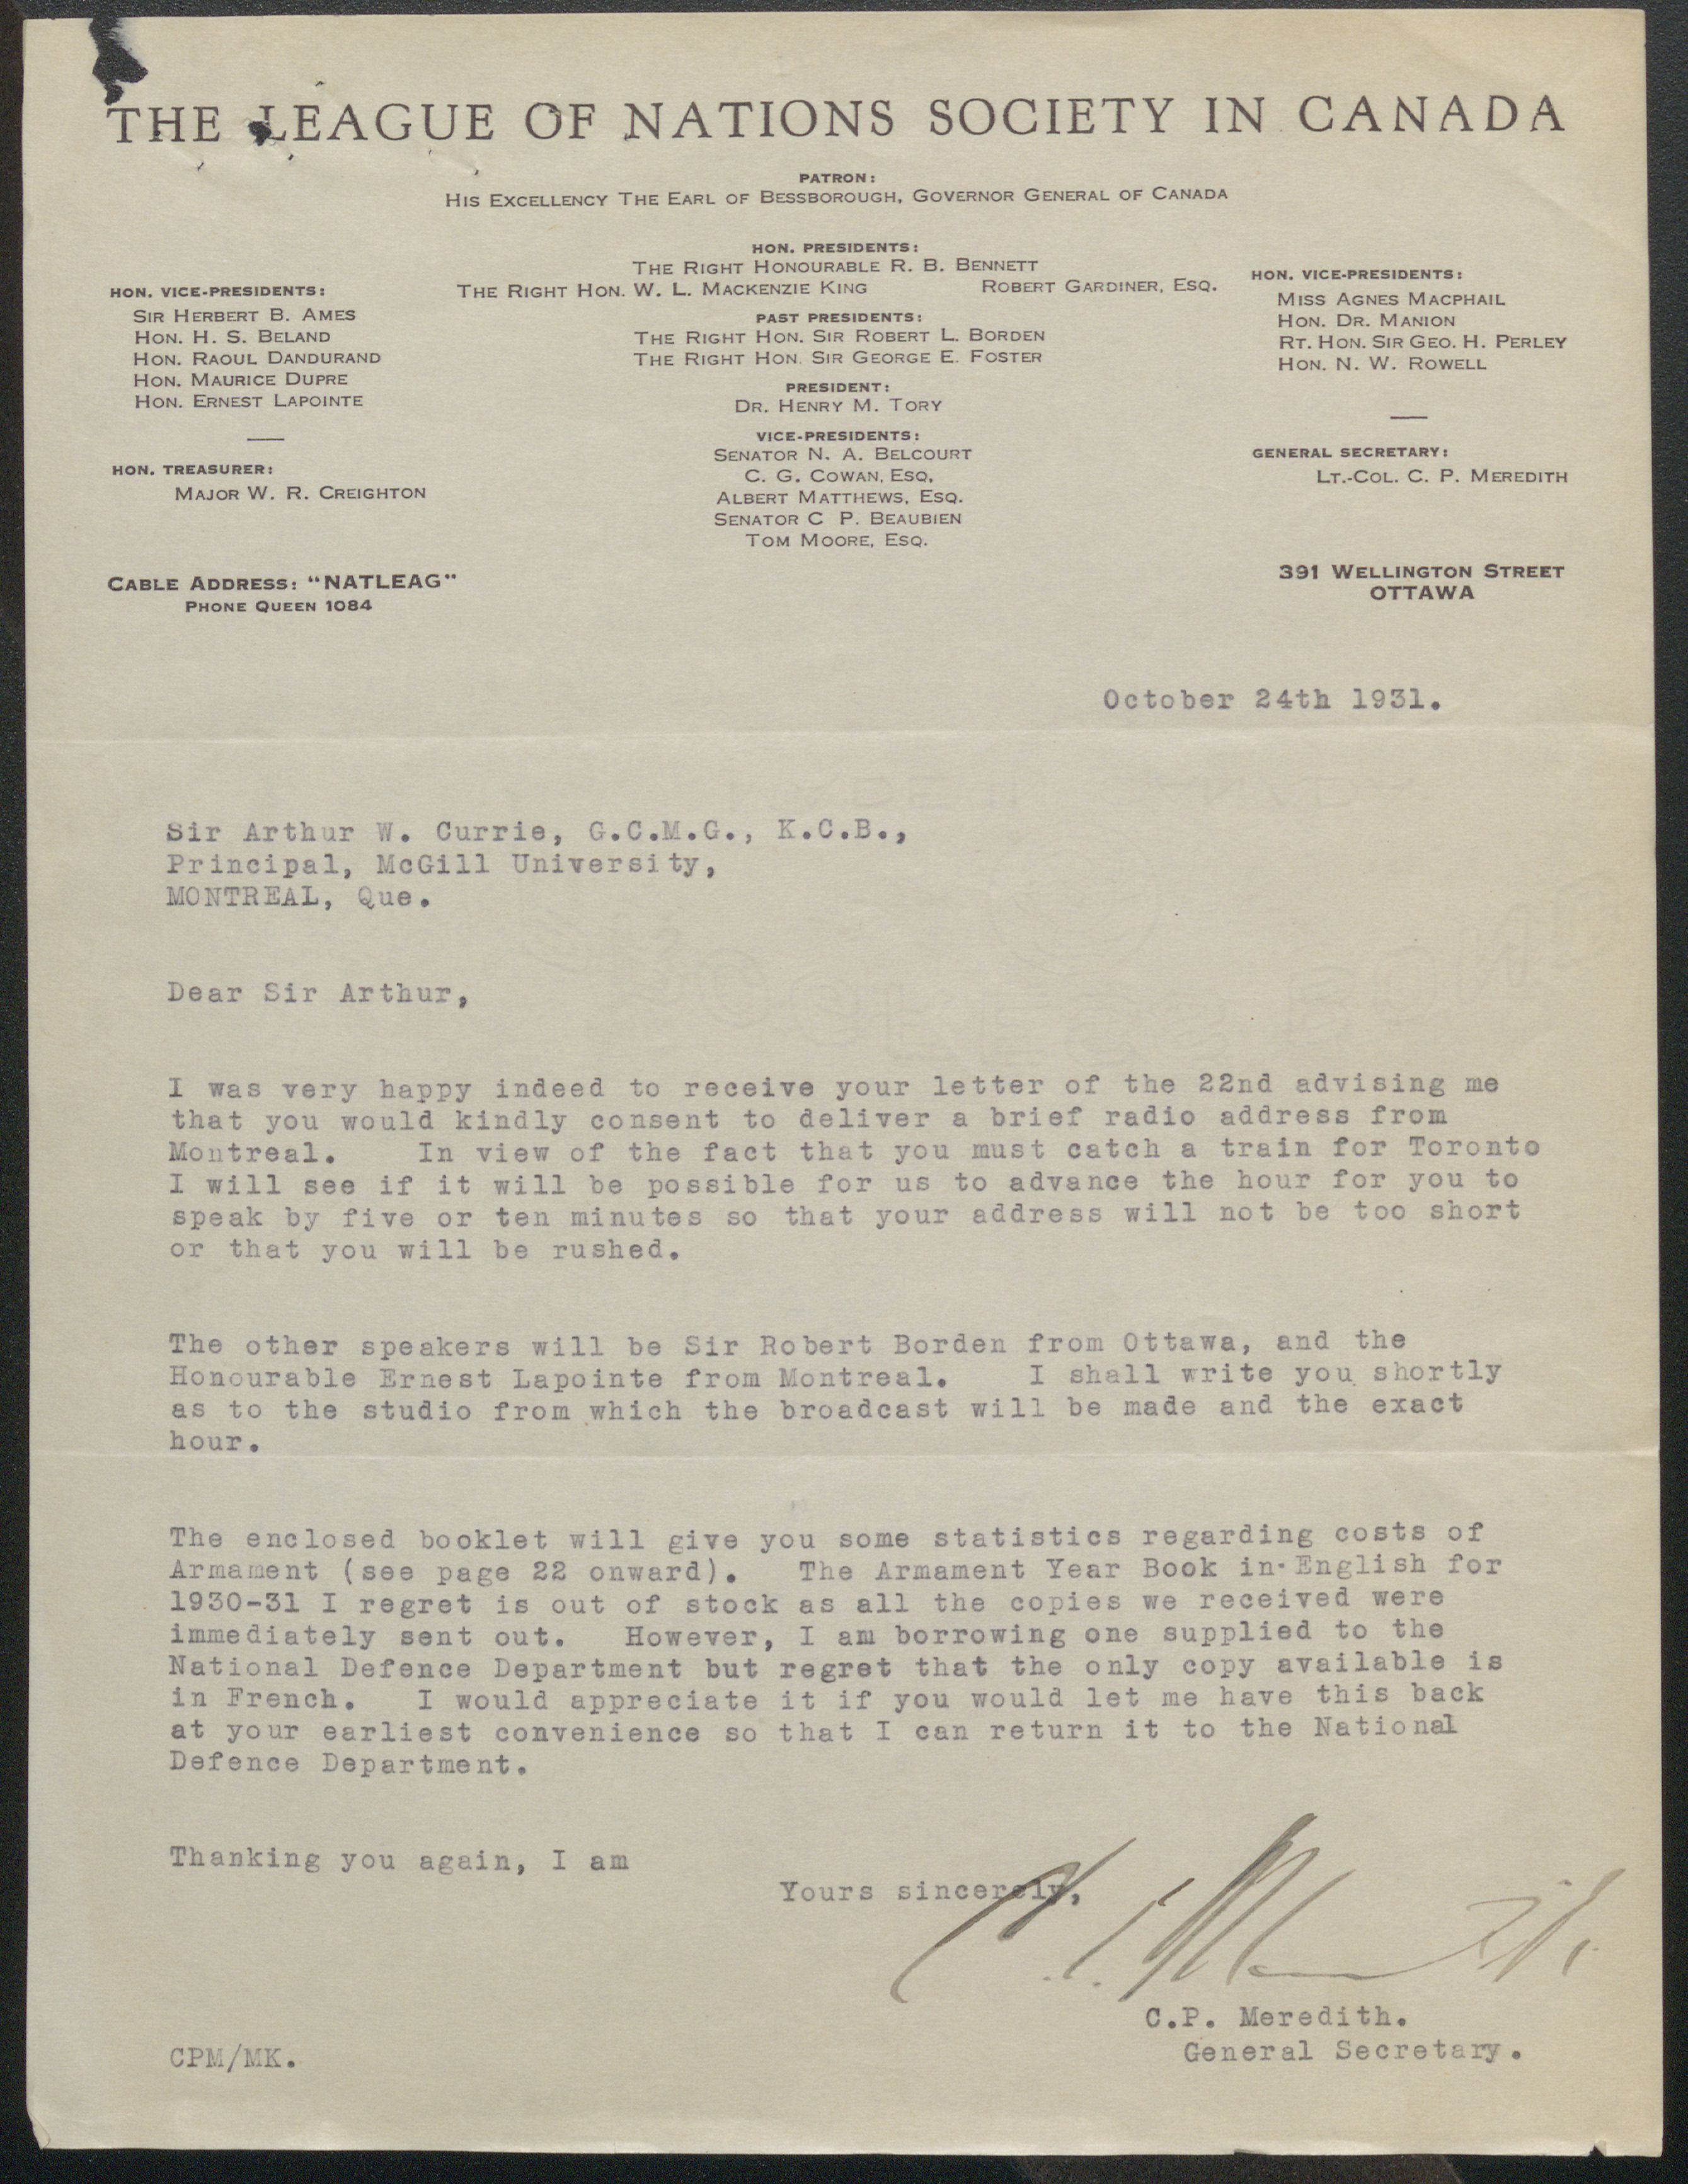 THE LEAGUE OF NATIONS SOCIETY IN CANADA
PATRON:
HIS EXCELLENCY THE EARL OF BESSBOROUGH, GOVERNOR GENERAL OF CANADA
HON. PRESIDENTS:
THE RIGHT HONOURABLE R. B. BENNETT
THE RIGHT HON. W. L. MACKENZIE KING ROBERT GARDINER, ESQ.
PAST PRESIDENTS:
THE RIGHT HON. SIR ROBERT L. BORDEN
THE RIGHT HON. SIR GEORGE E. FOSTER
PRESIDENT:
DR. HENRY M. TORY
VICE-PRESIDENTS:
SENATOR N. A. BELCOURT
C. G. COWAN, ESQ.
ALBERT MATTHEWS, ESQ.
SENATOR C P. BEAUBIEN
TOM MOORE, ESQ.
HON. VICE-PRESIDENTS:
SIR HERBERT B. AMES
HON. H. S. BELAND
HON. RAOUL DANDURAND
HON. MAURICE DUPRE
HON. ERNEST LAPOINTE
HON. TREASURER:
MAJOR W. R. CREIGHTON
CABLE ADDRESS: "NATLEAG"
PHONE QUEEN 1084
HON. VICE-PRESIDENTS:
MISS AGNES MACPHAIL
HON. DR. MANION
RT. HON. SIR GEO. H. PERLEY
HON. N. W. ROWELL
GENERAL SECRETARY:
LT.-COL. C. P. MEREDITH
391 WELLINGTON STREET
OTTAWA
October 24th 1931.
Sir Arthur W. Currie, G.C.M.G., K.C.B.,
Principal, McGill University,
MONTREAL, Que.
Dear Sir Arthur,
I was very happy indeed to receive your letter of the 22nd advising me
that you would kindly consent to deliver a brief radio address from
Montreal. In view of the fact that you must catch a train for Toronto
I will see if it will be possible for us to advance the hour for you to
speak by five or ten minutes so that your address will not be too short
or that you will be rushed.
The other speakers will be Sir Robert Borden from Ottawa, and the
Honourable Ernest Lapointe from Montreal. I shall write you shortly
as to the studio from which the broadcast will be made and the exact
hour.
The enclosed booklet will give you some statistics regarding costs of
Armament (see page 22 onward). The Armament Year Book in English for
1930-31 I regret is out of stock as all the copies we received were
immediately sent out. However, I am borrowing one supplied to the
National Defence Department but regret that the only copy available is
in French. I would appreciate it if you would let me have this back
at your earliest convenience so that I can return it to the National
Defence Department.
Thanking you again, I am
Yours sincerely,
C.P. Meredith.
General Secretary.
CPM/MK.